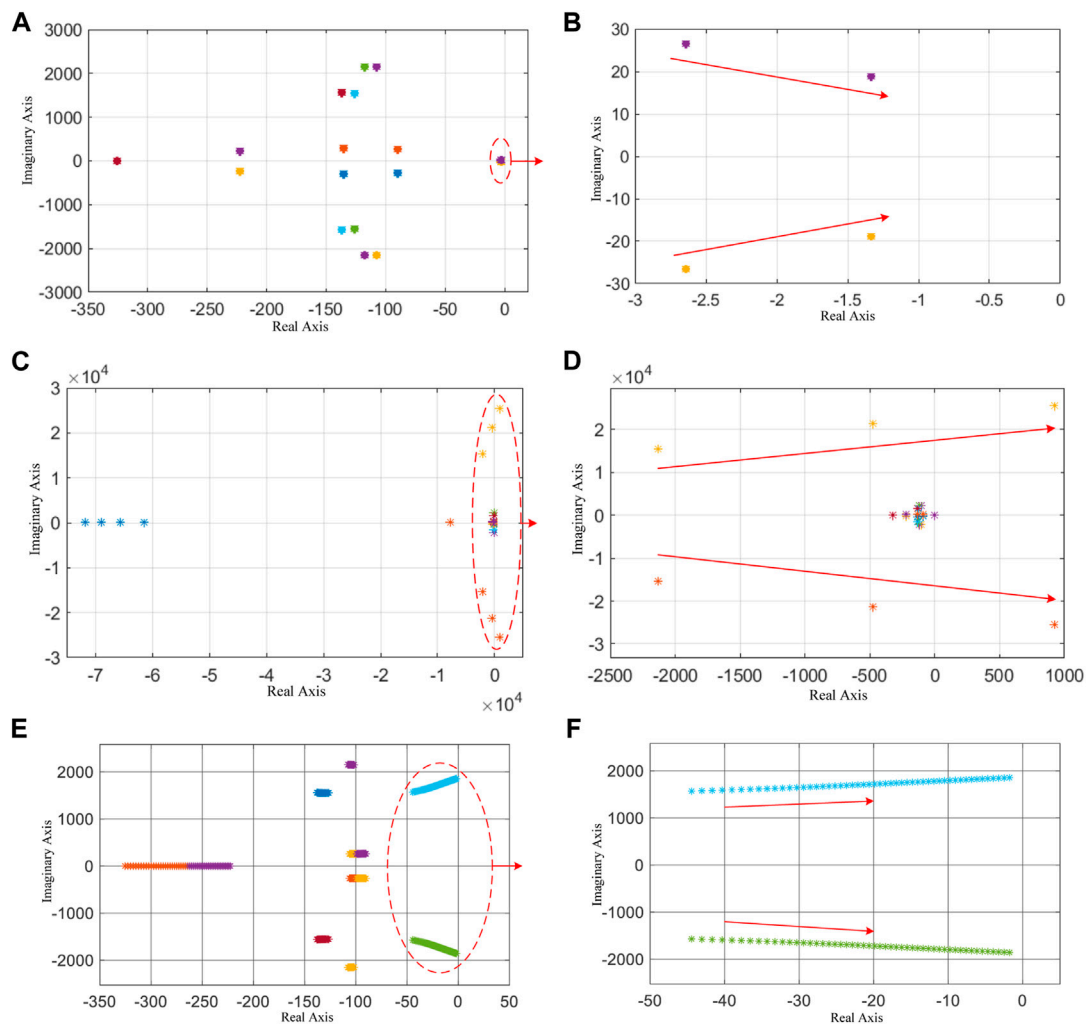 A
3000
2000
1000
0
-1000
-2000
-3000
Imaginary Axis
-350 -300 -250 -200 -150 -100 -50 0
Real Axis
B
30
20
10
0
-10
-20
-30
Imaginary Axis
-3 -2.5 -2 -1.5 -1 -0.5 0
Real Axis
C
×10^4
3
2
1
0
-1
-2
-3
Imaginary Axis
-7 -6 -5 -4 -3 -2 -1 0
Real Axis
×10^4
D
×10^4
2
1
0
-1
-2
-3
Imaginary Axis
-2500 -2000 -1500 -1000 -500 0 500 1000
Real Axis
E
2000
1000
0
-1000
-2000
Imaginary Axis
-350 -300 -250 -200 -150 -100 -50 0 50
Real Axis
F
2000
1000
0
-1000
-2000
Imaginary Axis
-50 -40 -30 -20 -10 0
Real Axis